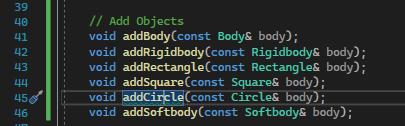 39
40 // Add Objects
41 void addBody(const Body& body);
42 void addRigidbody(const Rigidbody& body);
43 void addRectangle(const Rectangle& body);
44 void addSquare(const Square& body);
45 void addCircle(const Circle& body);
46 void addSoftbody(const Softbody& body);